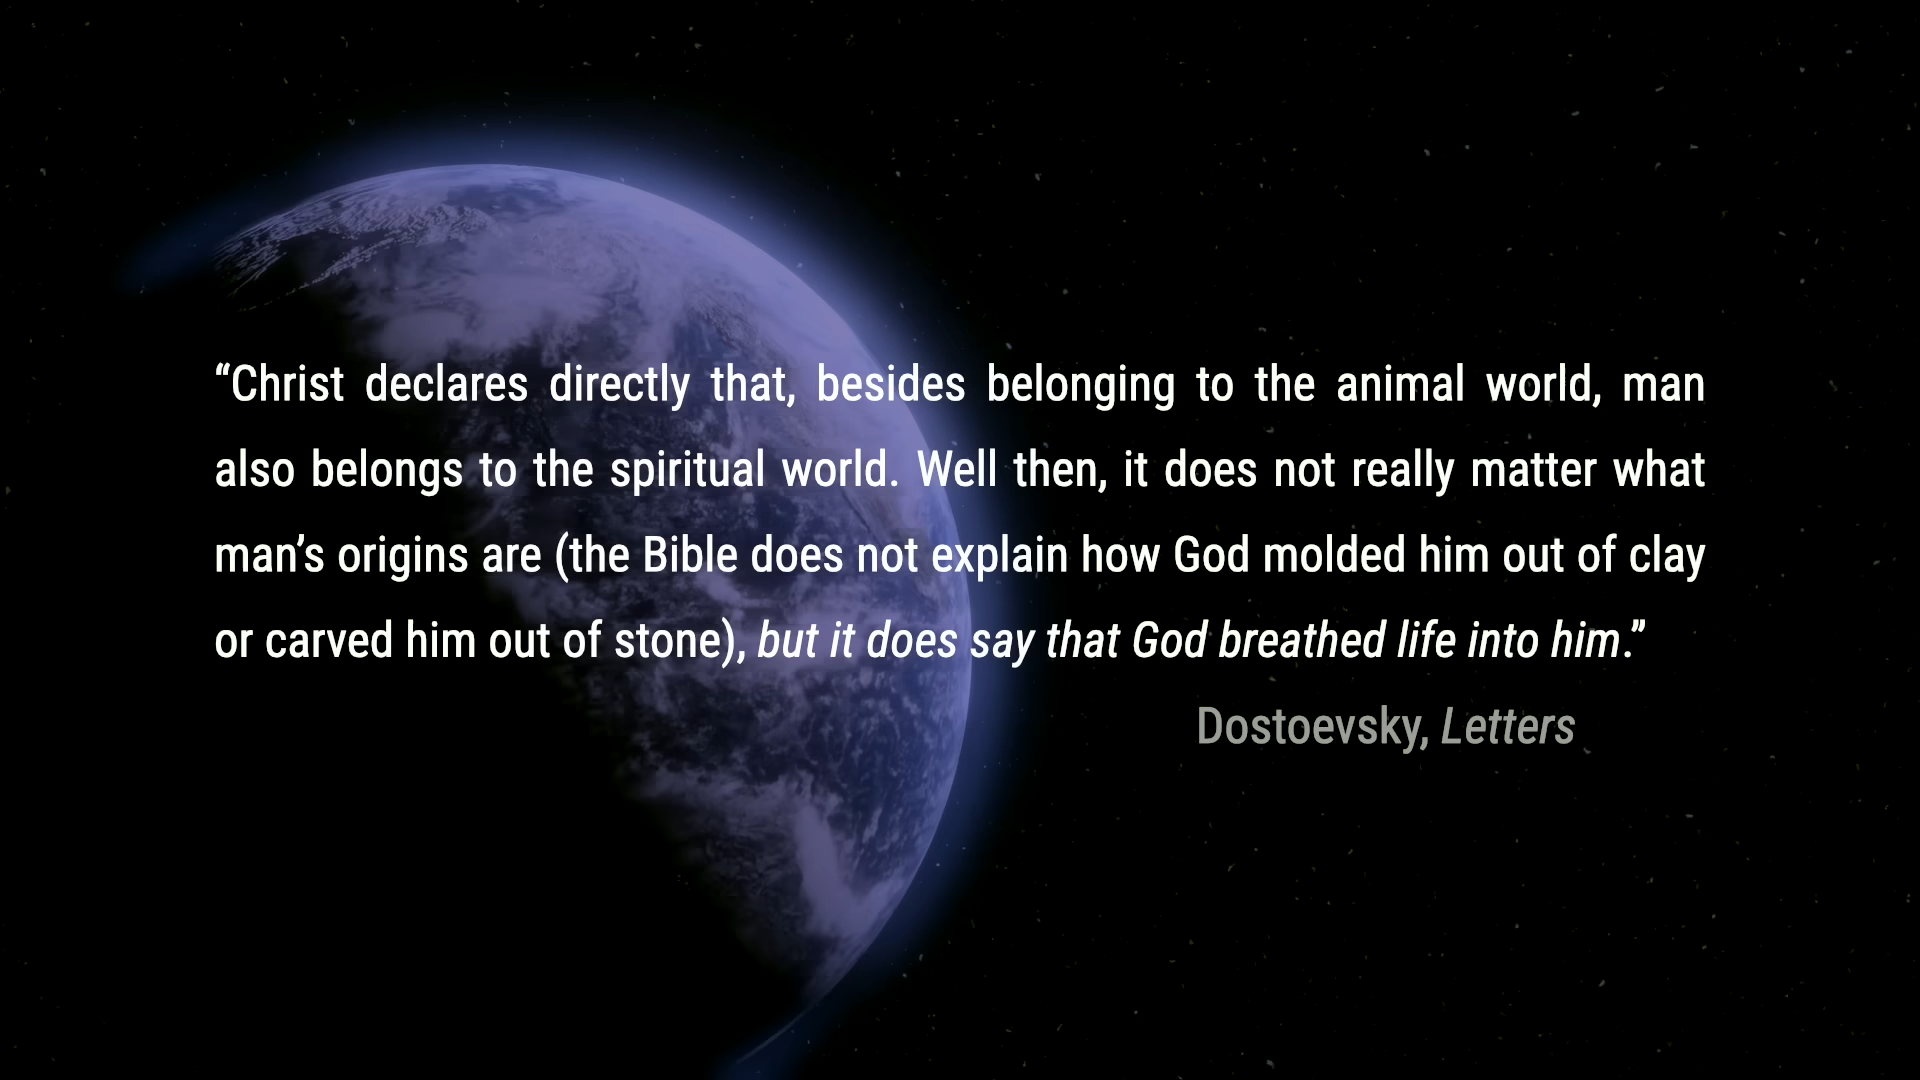 “Christ declares directly that, besides belonging to the animal world, man
also belongs to the spiritual world. Well then, it does not really matter what
man’s origins are (the Bible does not explain how God molded him out of clay
or carved him out of stone), but it does say that God breathed life into him.”
Dostoevsky, Letters